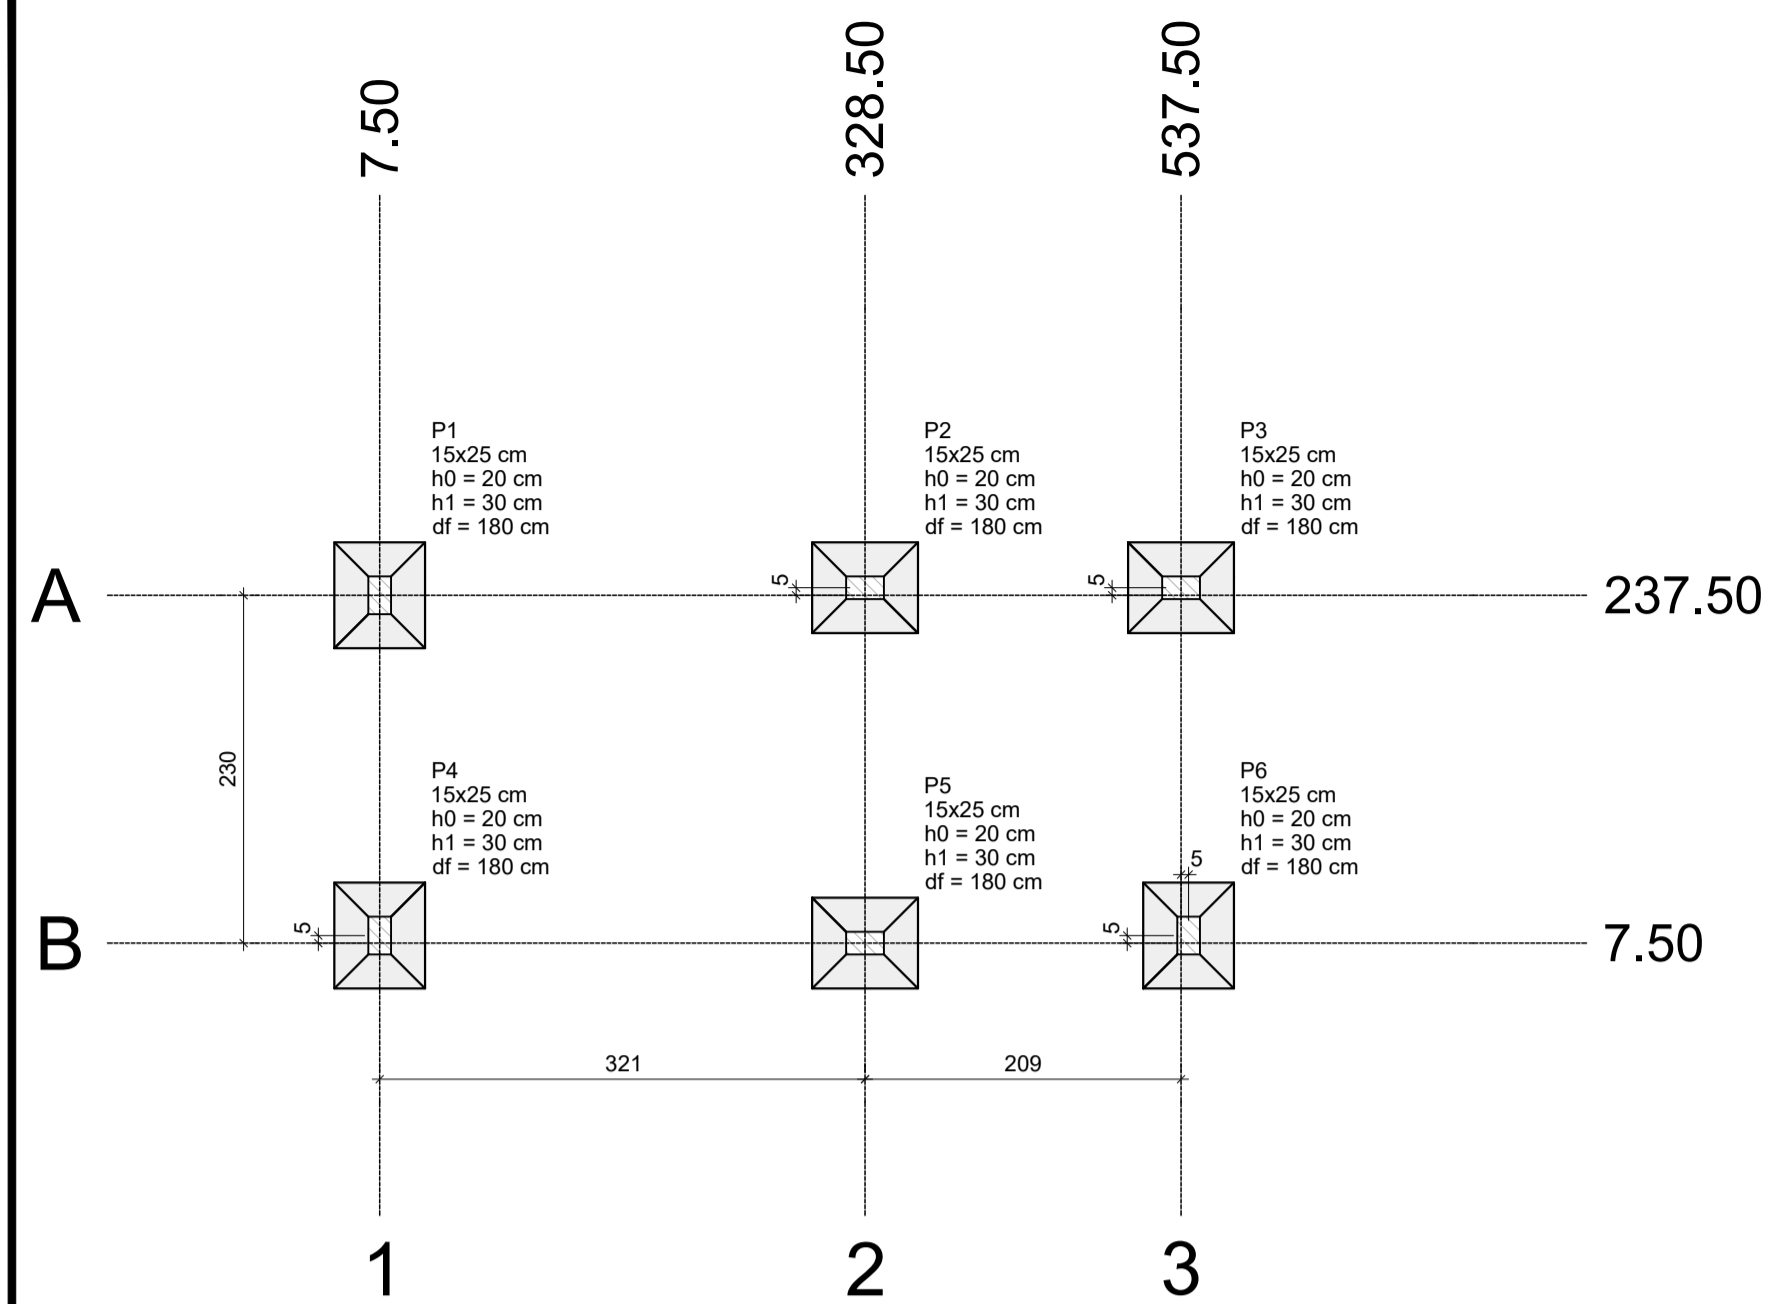 7.50
328.50
537.50
P1
15x25 cm
h0 = 20 cm
h1 = 30 cm
df = 180 cm
P2
15x25 cm
h0 = 20 cm
h1 = 30 cm
df = 180 cm
P3
15x25 cm
h0 = 20 cm
h1 = 30 cm
df = 180 cm
A
5
5
237.50
230
P4
15x25 cm
h0 = 20 cm
h1 = 30 cm
df = 180 cm
P5
15x25 cm
h0 = 20 cm
h1 = 30 cm
df = 180 cm
P6
15x25 cm
h0 = 20 cm
h1 = 30 cm
df = 180 cm
5
B
5
5
7.50
321
209
1
2
3